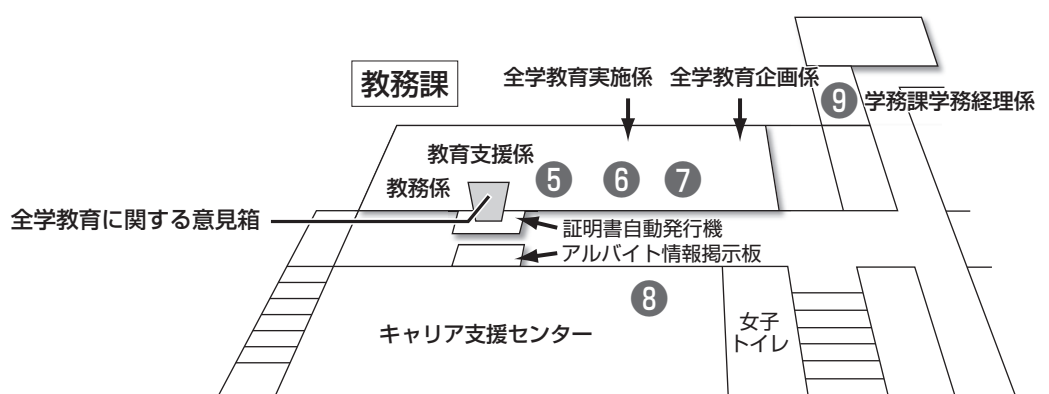 教務課
全学教育実施係
全学教育企画係
9
学務課学務経理係
教育支援係
5
6
7
教務係
全学教育に関する意見箱
証明書自動発行機
アルバイト情報掲示板
8
キャリア支援センター
女子
トイレ